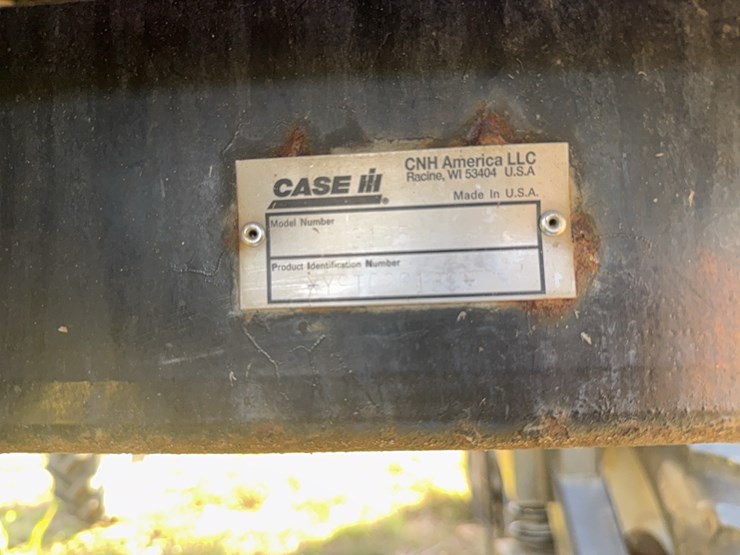 CASE IH®
CNH America LLC
Racine, WI 53404 U.S.A
Made In U.S.A.
Model Number
Product Identification Number